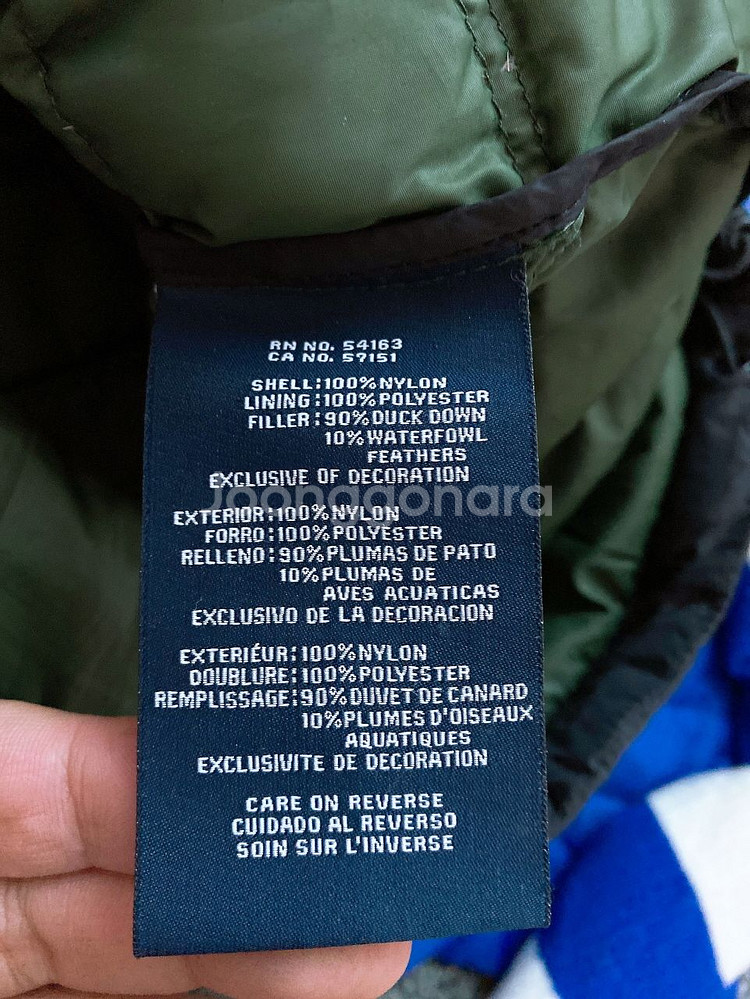 RN NO. 54163
CA NO. 57151
SHELL:100%NYLON
LINING:100%POLYESTER
FILLER:90%DUCK DOWN
10%WATERFOWL
FEATHERS
EXCLUSIVE OF DECORATION
Joonggonara
EXTERIOR:100%NYLON
FORRO:100%POLYESTER
RELLENO:90%PLUMAS DE PATO
10%PLUMAS DE
AVES ACUATICAS
EXCLUSIVO DE LA DECORACION
EXTERIÉUR:100%NYLON
DOUBLURE:100%POLYESTER
REMPLISSAGE:90%DUVET DE CANARD
10%PLUMES D'OISEAUX
AQUATIQUES
EXCLUSIVITE DE DECORATION
CARE ON REVERSE
CUIDADO AL REVERSO
SOIN SUR L'INVERSE